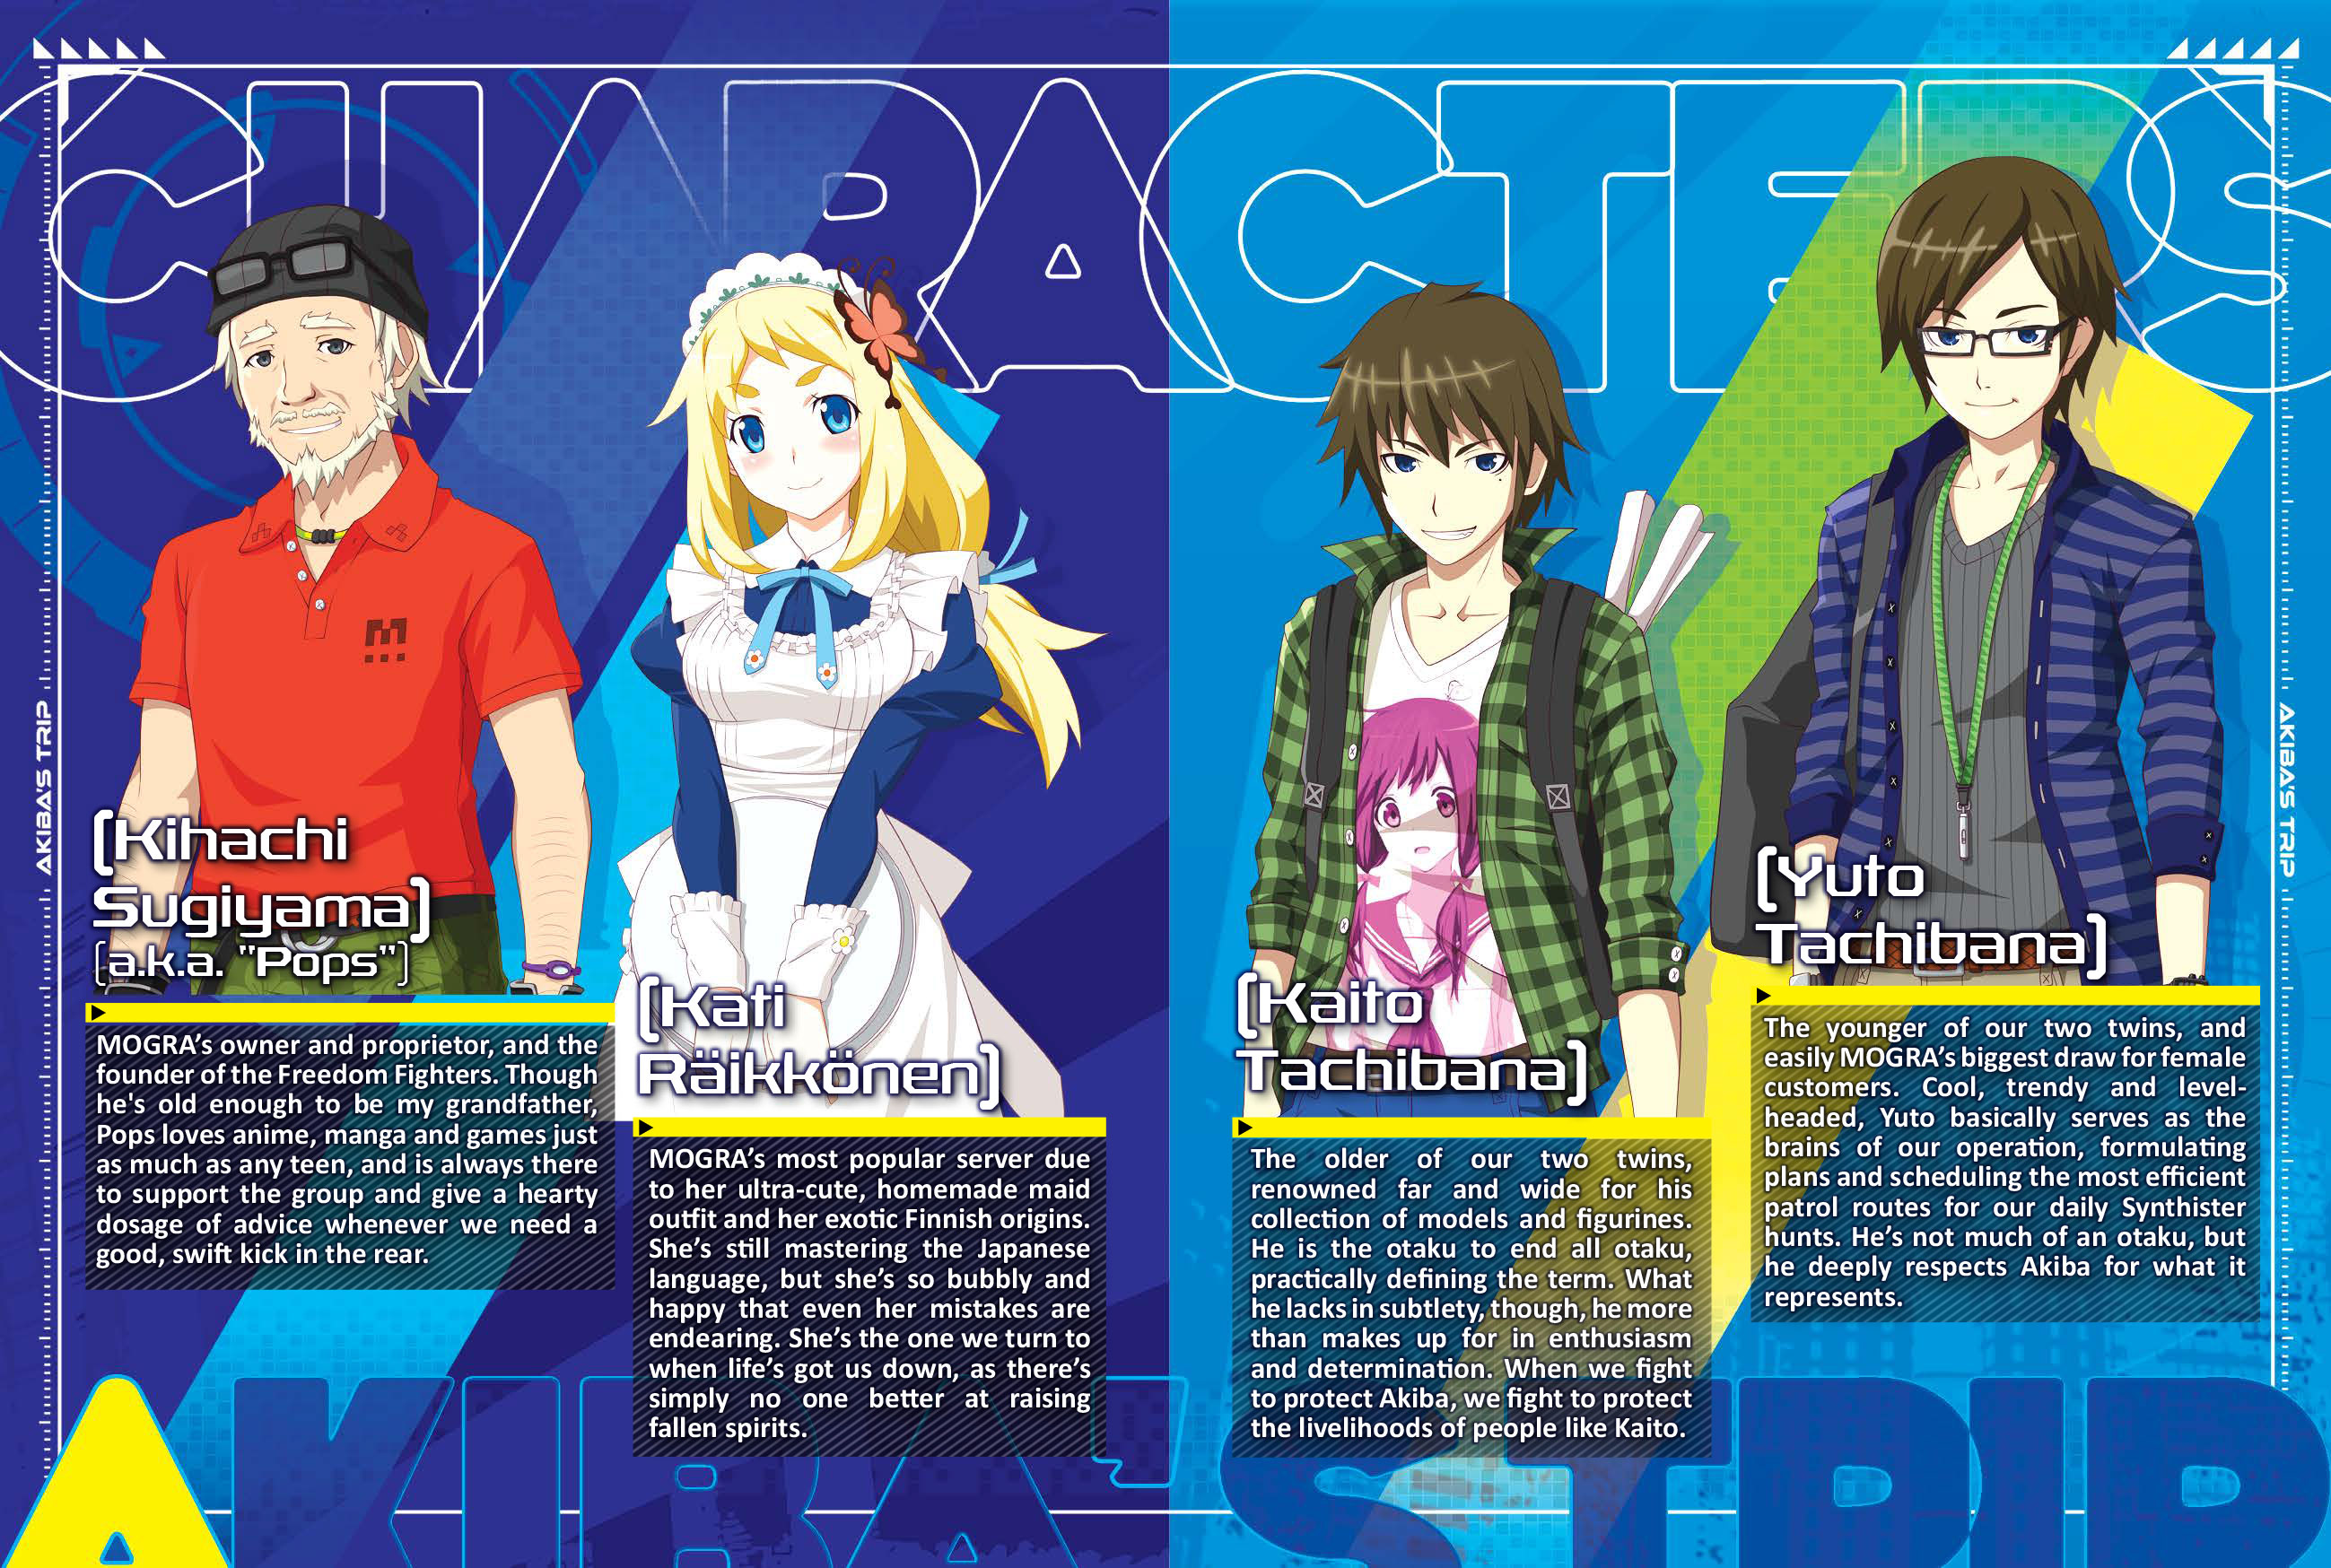 CHARACTERS
AKIBA'S TRIP
AKIBA'S TRIP
M
(Kihachi
Sugiyama)
(a.k.a. "Pops")
MOGRA’s owner and proprietor, and the
founder of the Freedom Fighters. Though
he's old enough to be my grandfather,
Pops loves anime, manga and games just
as much as any teen, and is always there
to support the group and give a hearty
dosage of advice whenever we need a
good, swift kick in the rear.
(Kati
Räikkönen)
MOGRA’s most popular server due
to her ultra-cute, homemade maid
outfit and her exotic Finnish origins.
She’s still mastering the Japanese
language, but she’s so bubbly and
happy that even her mistakes are
endearing. She’s the one we turn to
when life’s got us down, as there’s
simply no one better at raising
fallen spirits.
(Kaito
Tachibana)
The older of our two twins,
renowned far and wide for his
collection of models and figurines.
He is the otaku to end all otaku,
practically defining the term. What
he lacks in subtlety, though, he more
than makes up for in enthusiasm
and determination. When we fight
to protect Akiba, we fight to protect
the livelihoods of people like Kaito.
(Yuto
Tachibana)
The younger of our two twins, and
easily MOGRA’s biggest draw for female
customers. Cool, trendy and level-
headed, Yuto basically serves as the
brains of our operation, formulating
plans and scheduling the most efficient
patrol routes for our daily Synthister
hunts. He’s not much of an otaku, but
he deeply respects Akiba for what it
represents.
AKIBA'S TRIP